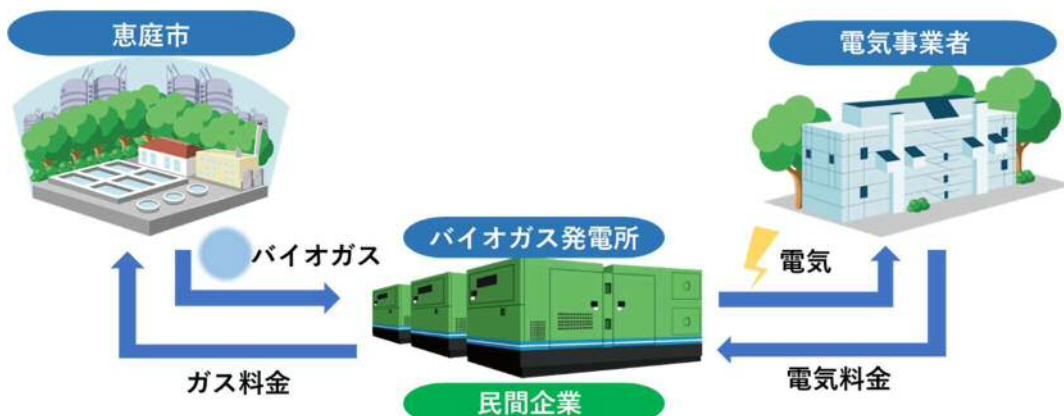 恵庭市
電気事業者
バイオガス発電所
バイオガス
電気
ガス料金
電気料金
民間企業